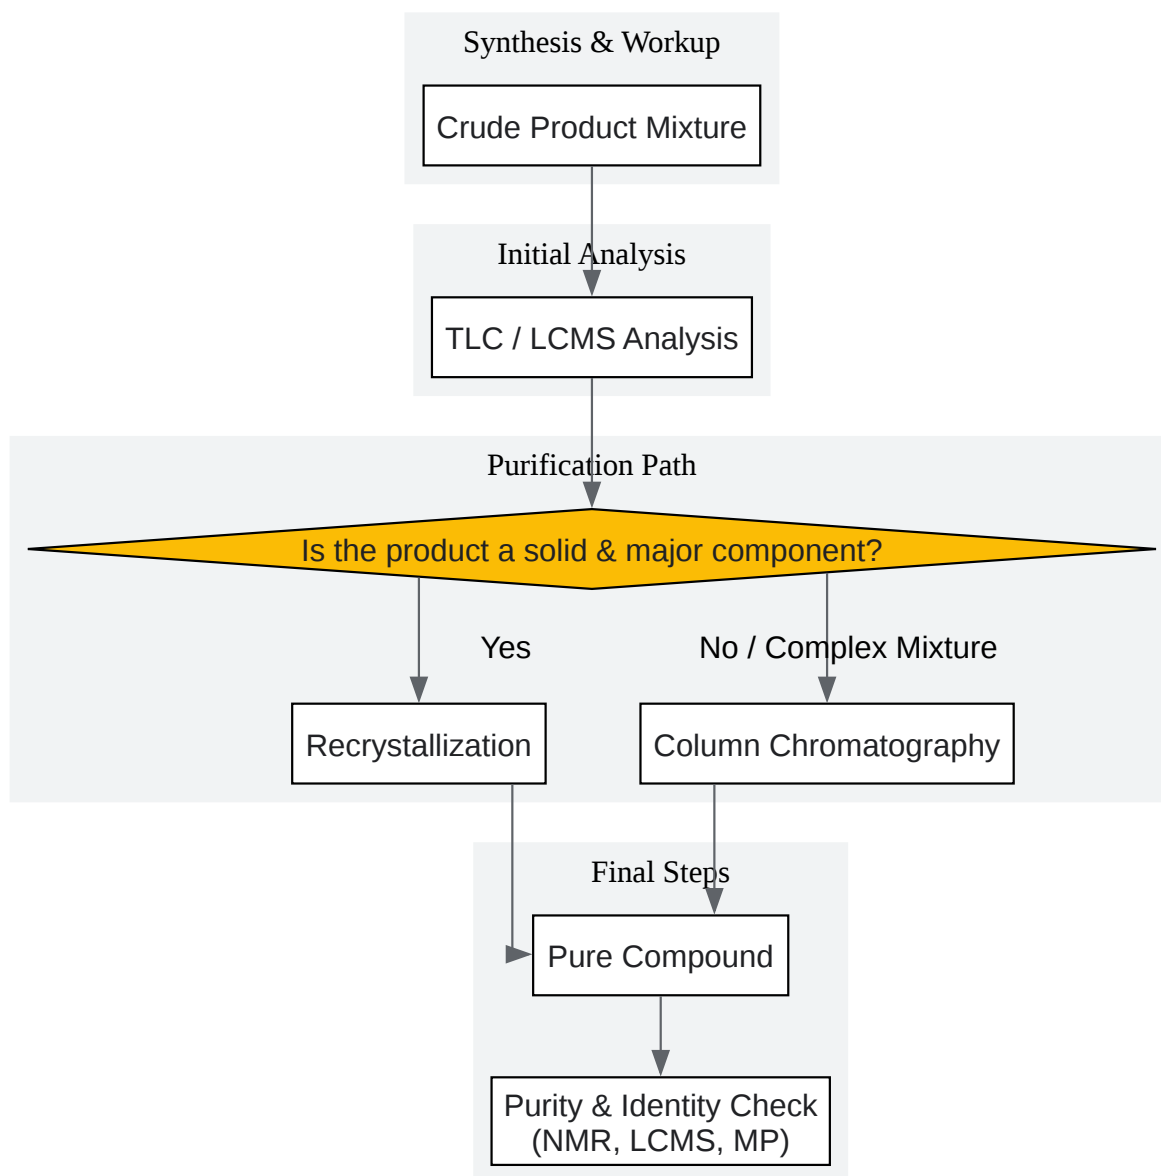 Synthesis & Workup
Crude Product Mixture
Initial Analysis
TLC / LCMS Analysis
Purification Path
Is the product a solid & major component?
Yes
No / Complex Mixture
Recrystallization
Column Chromatography
Final Steps
Pure Compound
Purity & Identity Check
(NMR, LCMS, MP)